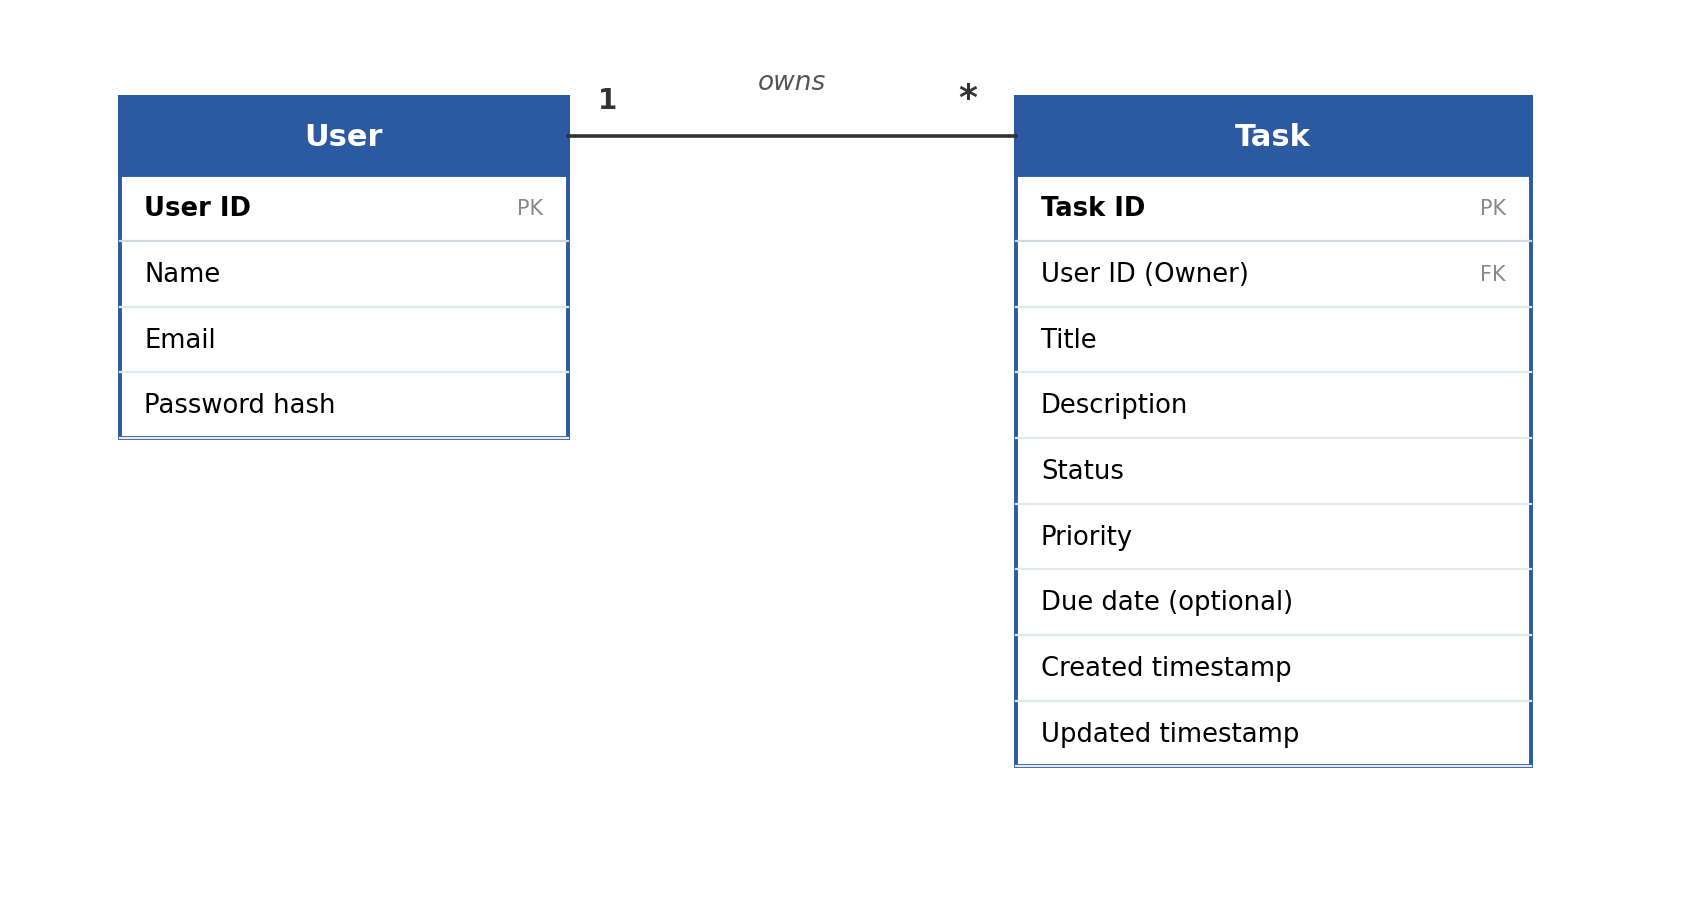 owns
1
*
User
User ID PK
Name
Email
Password hash
Task
Task ID PK
User ID (Owner) FK
Title
Description
Status
Priority
Due date (optional)
Created timestamp
Updated timestamp